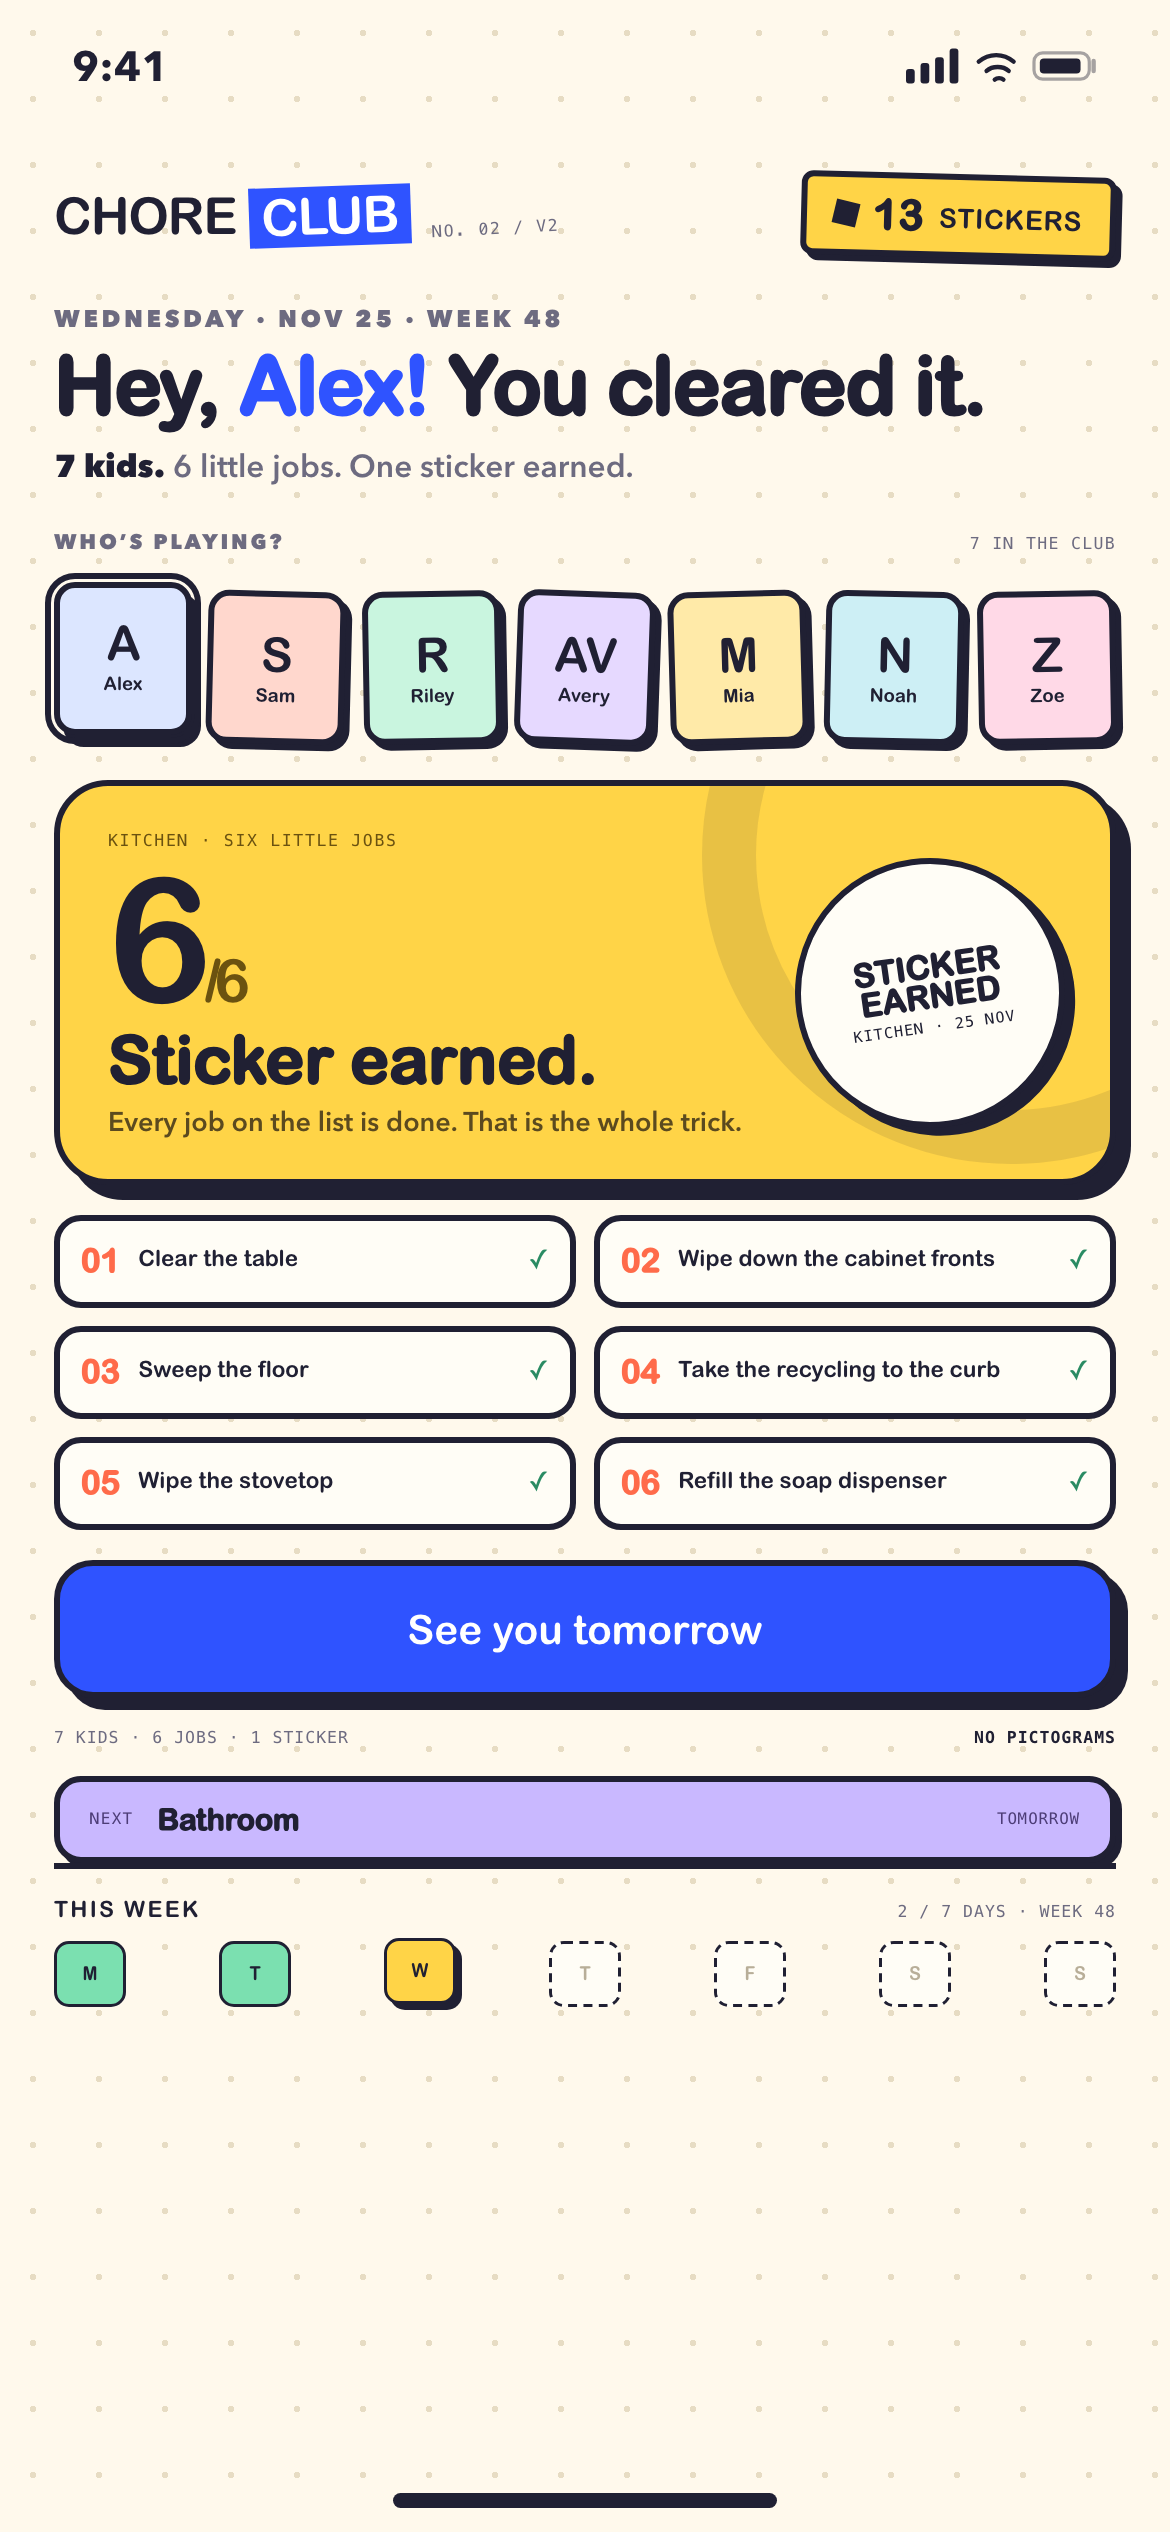 9:41
CHORE CLUB NO. 02 / V2
13 STICKERS
WEDNESDAY · NOV 25 · WEEK 48
Hey, Alex! You cleared it.
7 kids. 6 little jobs. One sticker earned.
WHO’S PLAYING?
7 IN THE CLUB
A
Alex
S
Sam
R
Riley
AV
Avery
M
Mia
N
Noah
Z
Zoe
KITCHEN · SIX LITTLE JOBS
6/6
Sticker earned.
Every job on the list is done. That is the whole trick.
STICKER
EARNED
KITCHEN · 25 NOV
01 Clear the table ✓
02 Wipe down the cabinet fronts ✓
03 Sweep the floor ✓
04 Take the recycling to the curb ✓
05 Wipe the stovetop ✓
06 Refill the soap dispenser ✓
See you tomorrow
7 KIDS · 6 JOBS · 1 STICKER
NO PICTOGRAMS
NEXT Bathroom TOMORROW
THIS WEEK
2 / 7 DAYS · WEEK 48
M T W T F S S